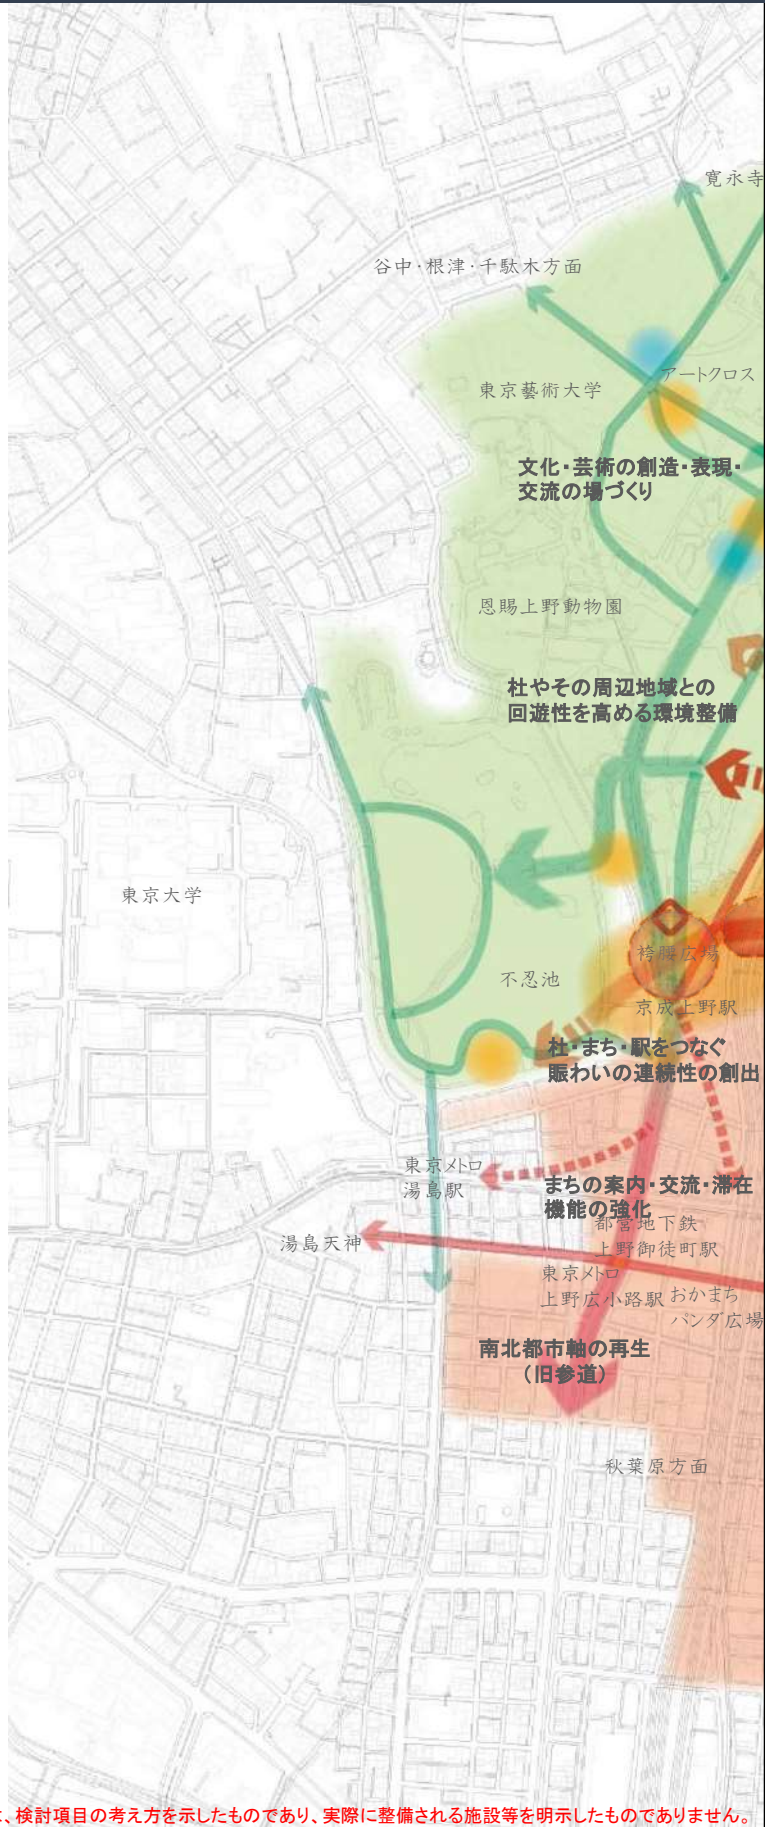 寛永寺
谷中・根津・千駄木方面
アートクロス
東京藝術大学
文化・芸術の創造・表現・
交流の場づくり
恩賜上野動物園
杜やその周辺地域との
回遊性を高める環境整備
東京大学
袴腰広場
不忍池
京成上野駅
杜・まち・駅をつなぐ
賑わいの連続性の創出
東京メトロ
湯島駅
まちの案内・交流・滞在
機能の強化
都営地下鉄
上野御徒町駅
湯島天神
東京メトロ
上野広小路駅
おかまち
パンダ広場
南北都市軸の再生
（旧参道）
秋葉原方面
、検討項目の考え方を示したものであり、実際に整備される施設等を明示したものでありません。